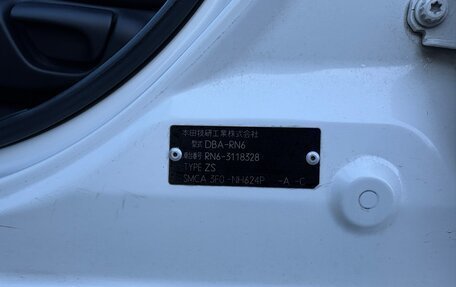 本田技研工業株式会社
型式 DBA-RN6
車台番号 RN6-3118328
TYPE ZS
SMCA 3F0 -NH624P -A -C